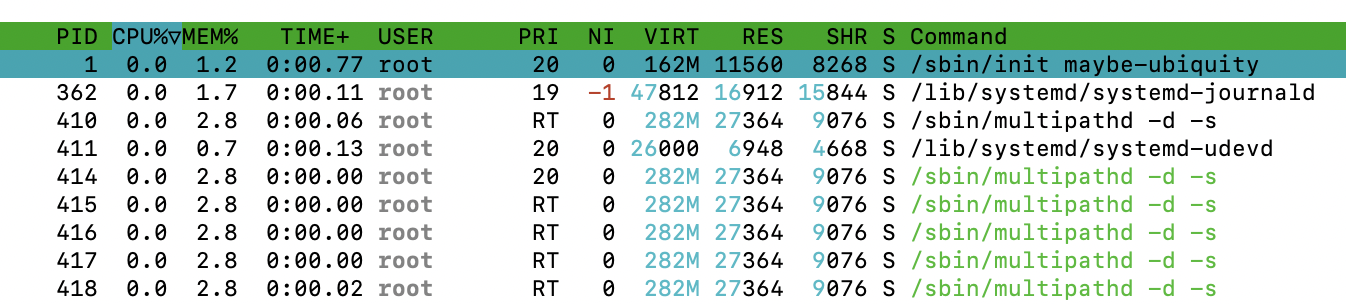 PID CPU%▽MEM% TIME+ USER PRI NI VIRT RES SHR S Command
1 0.0 1.2 0:00.77 root 20 0 162M 11560 8268 S /sbin/init maybe-ubiquity
362 0.0 1.7 0:00.11 root 19 -1 47812 16912 15844 S /lib/systemd/systemd-journald
410 0.0 2.8 0:00.06 root RT 0 282M 27364 9076 S /sbin/multipathd -d -s
411 0.0 0.7 0:00.13 root 20 0 26000 6948 4668 S /lib/systemd/systemd-udevd
414 0.0 2.8 0:00.00 root 20 0 282M 27364 9076 S /sbin/multipathd -d -s
415 0.0 2.8 0:00.00 root RT 0 282M 27364 9076 S /sbin/multipathd -d -s
416 0.0 2.8 0:00.00 root RT 0 282M 27364 9076 S /sbin/multipathd -d -s
417 0.0 2.8 0:00.00 root RT 0 282M 27364 9076 S /sbin/multipathd -d -s
418 0.0 2.8 0:00.02 root RT 0 282M 27364 9076 S /sbin/multipathd -d -s